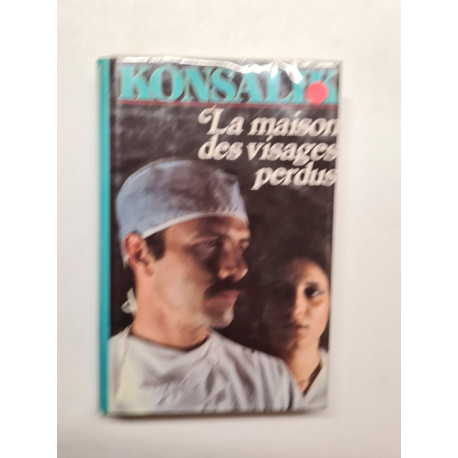 KONSALIK
La maison
des visages
perdus